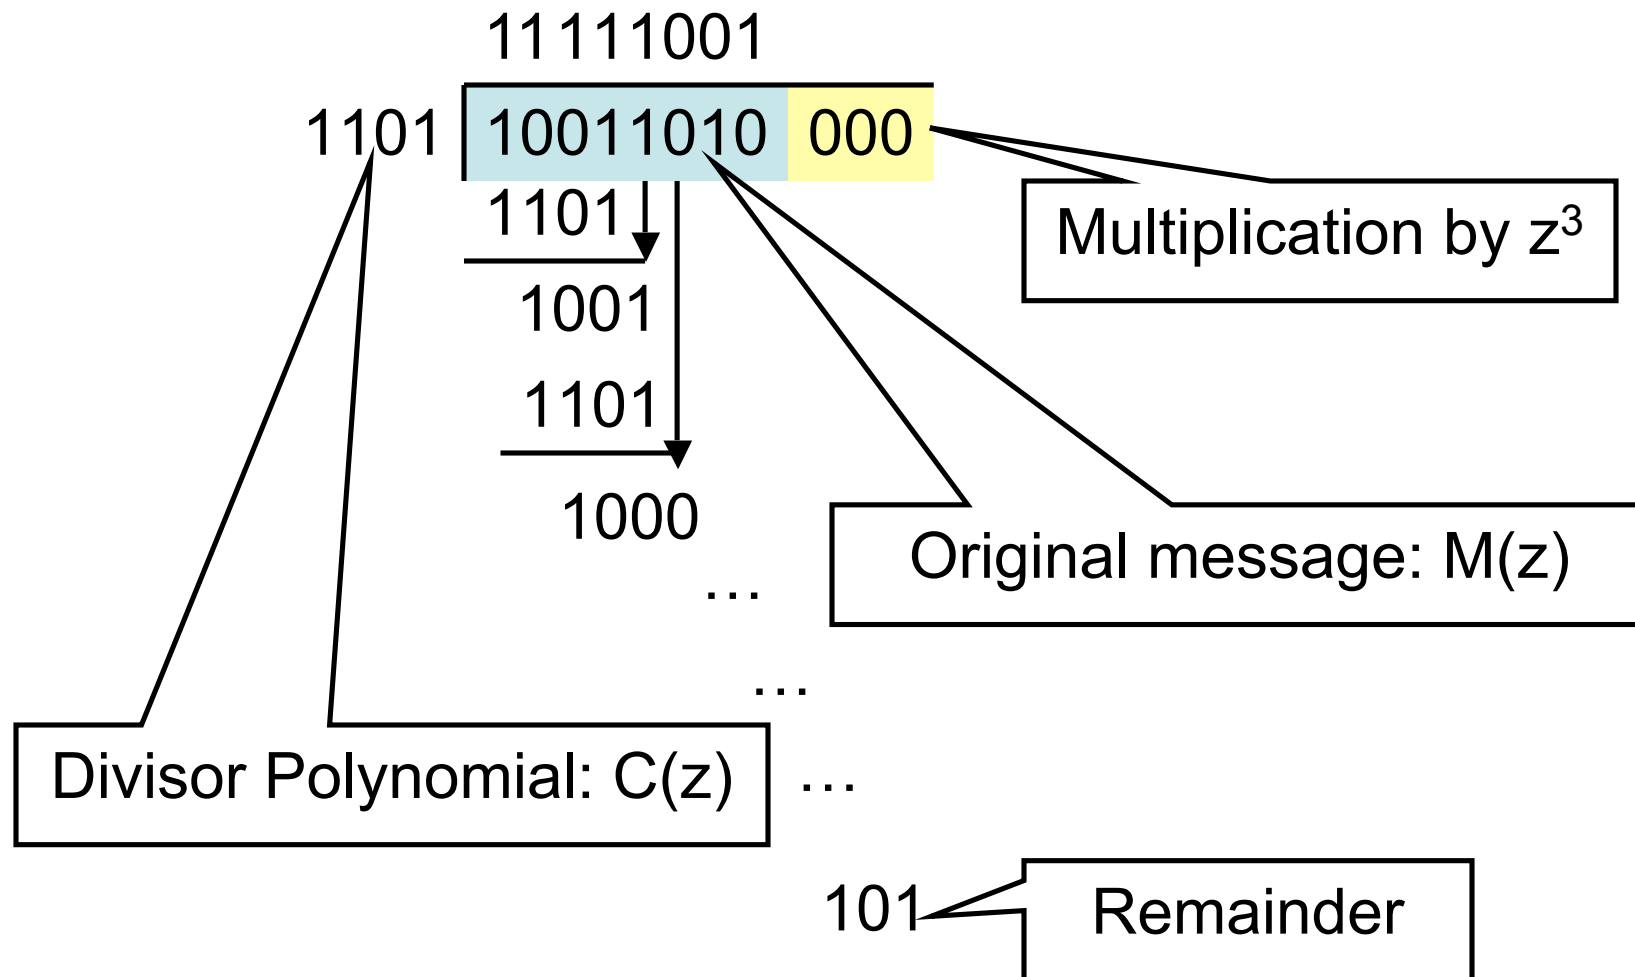 11111001
1101 10011010 000
1101
Multiplication by z³
1001
1101
1000
Original message: M(z)
…
…
Divisor Polynomial: C(z)
…
101
Remainder